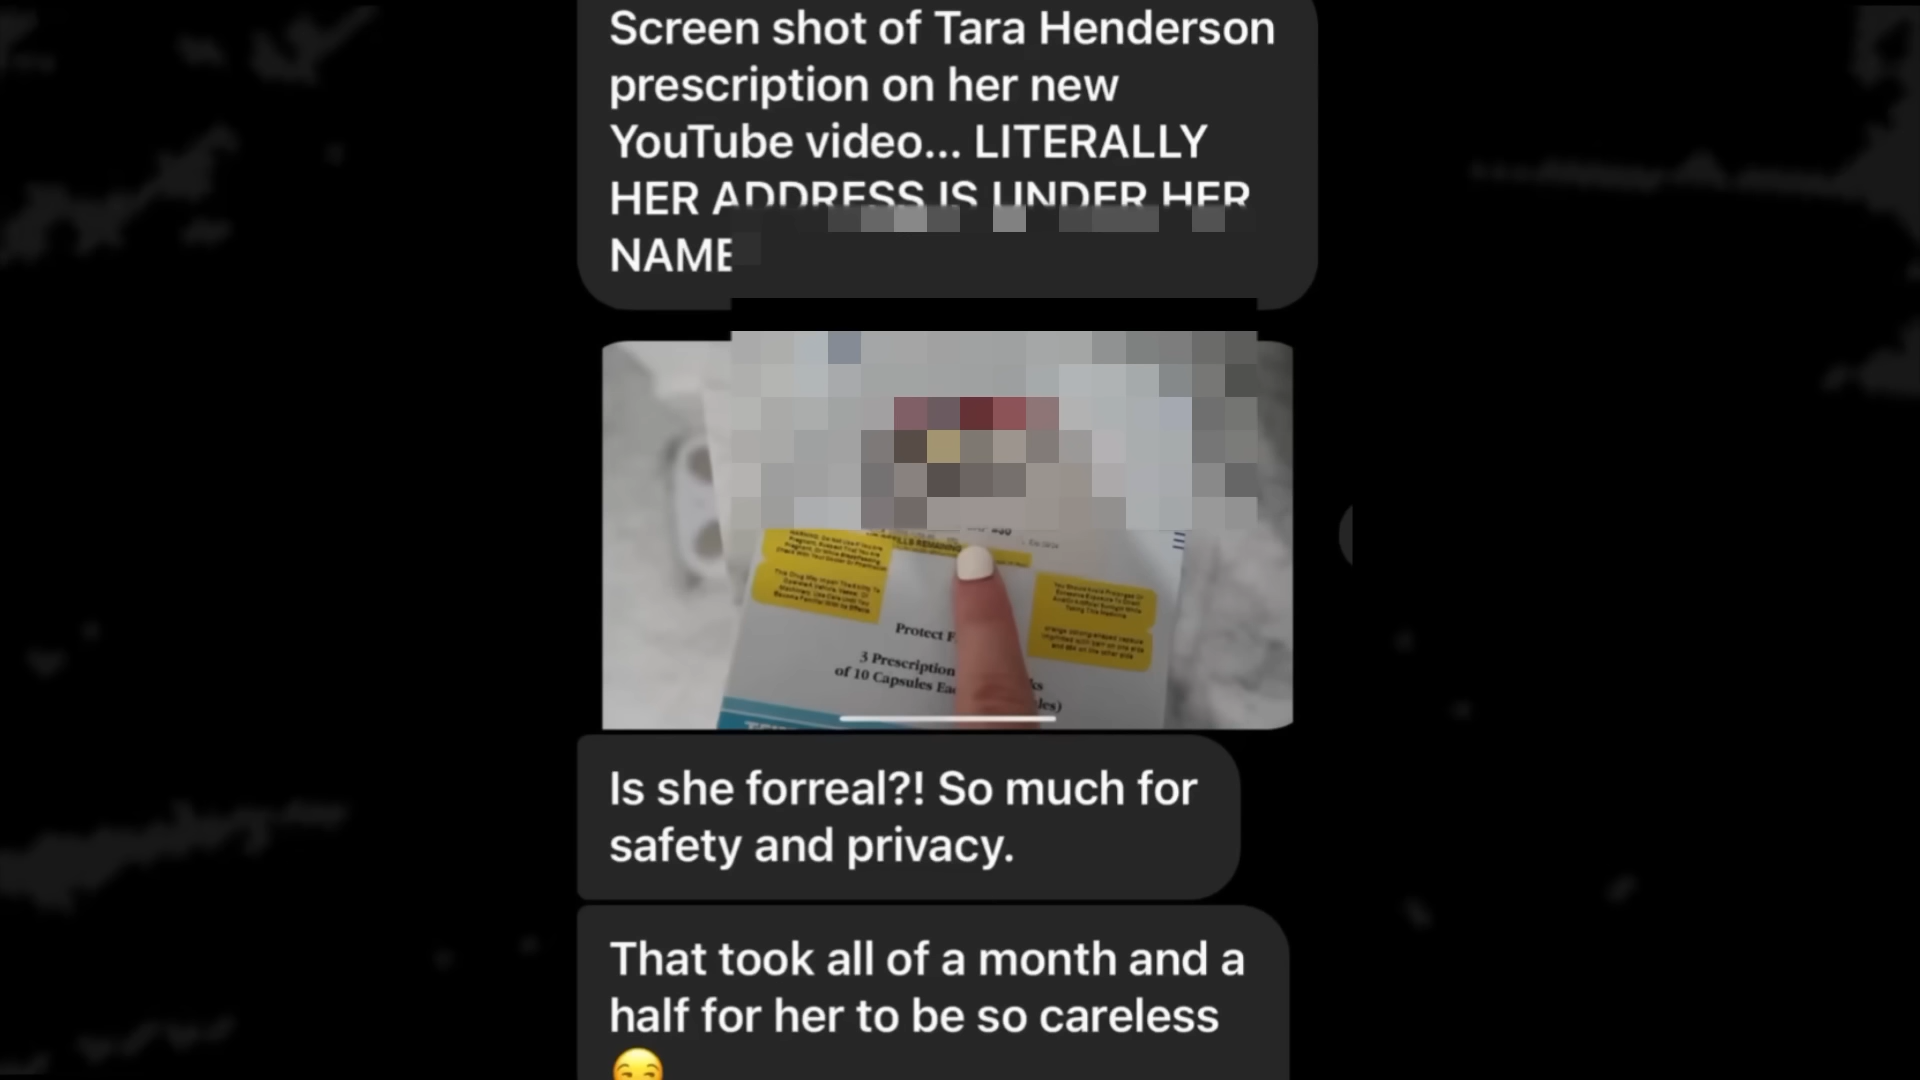 Screen shot of Tara Henderson
prescription on her new
YouTube video... LITERALLY
HER ADDRESS IS UNDER HER
NAME
REMAINING
Protect
3 Prescription
of 10 Capsules
Is she forreal?! So much for
safety and privacy.
That took all of a month and a
half for her to be so careless
😒